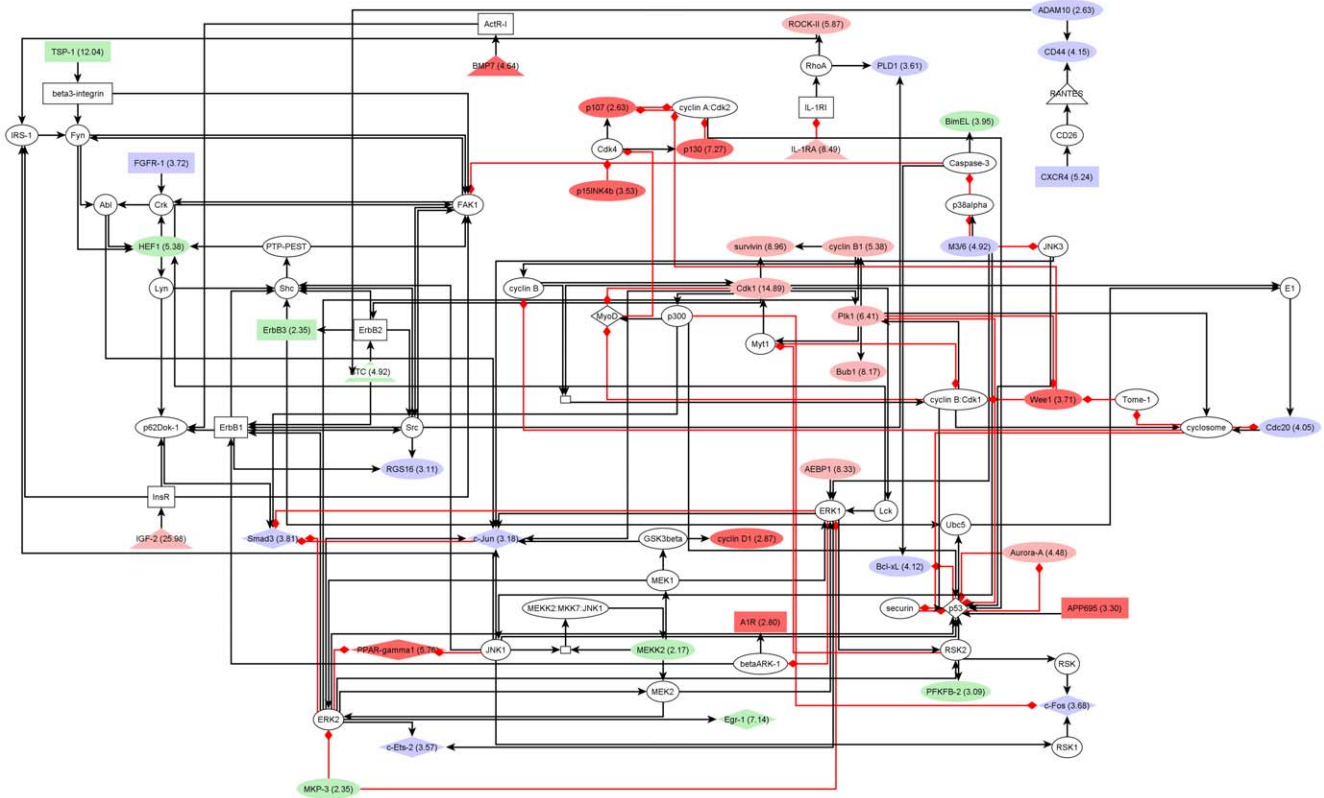 ADAM10 (2.63)
ActR-I
ROCK-II (5.87)
TSP-1 (12.04)
CD44 (4.15)
BMP7 (4.64)
RhoA
PLD1 (3.61)
beta3-integrin
RANTES
p107 (2.63)
cyclin A:Cdk2
IL-1RI
BimEL (3.95)
IRS-1
Fyn
CD26
Cdk4
p130 (7.27)
IL-1RA (8.49)
Caspase-3
FGFR-1 (3.72)
CXCR4 (5.24)
p15INK4b (3.53)
Abl
Crk
FAK1
p38alpha
HEF1 (5.38)
PTP-PEST
survivin (8.96)
cyclin B1 (5.38)
M3/6 (4.92)
JNK3
Lyn
Shc
cyclin B
Cdk1 (14.89)
E1
ErbB3 (2.35)
ErbB2
MyoD
p300
Plk1 (6.41)
Myt1
TC (4.92)
Bub1 (8.17)
cyclin B:Cdk1
Wee1 (3.71)
Tome-1
p62Dok-1
ErbB1
Src
cyclosome
Cdc20 (4.05)
RGS16 (3.11)
AEBP1 (8.33)
InsR
ERK1
Lck
IGF-2 (25.98)
Smad3 (3.81)
c-Jun (3.18)
GSK3beta
cyclin D1 (2.87)
Ubc5
Bcl-xL (4.12)
Aurora-A (4.48)
MEK1
MEKK2:MKK7:JNK1
securin
p53
APP695 (3.30)
A1R (2.80)
PPAR-gamma1 (5.76)
JNK1
MEKK2 (2.17)
betaARK-1
RSK2
RSK
MEK2
PFKFB-2 (3.09)
c-Fos (3.68)
ERK2
Egr-1 (7.14)
c-Ets-2 (3.57)
RSK1
MKP-3 (2.35)